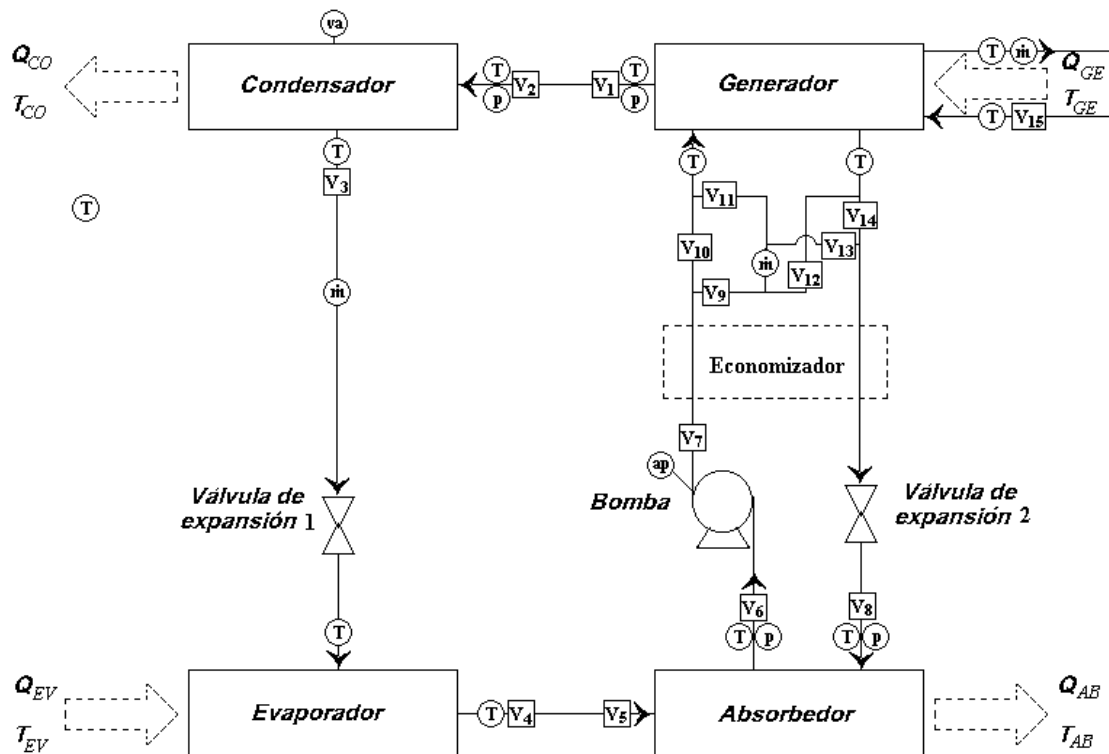 va
Q_CO
T_CO
Condensador
T
p
V2
V1
T
p
Generador
T
ṁ
Q_GE
T_GE
T
V15
T
V3
T
T
V11
T
V14
V10
V13
ṁ
V12
V9
ṁ
Economizador
V7
ap
Bomba
Válvula de
expansión 1
Válvula de
expansión 2
V6
T
p
V8
T
p
T
Q_EV
T_EV
Evaporador
T
V4
V5
Absorbedor
Q_AB
T_AB